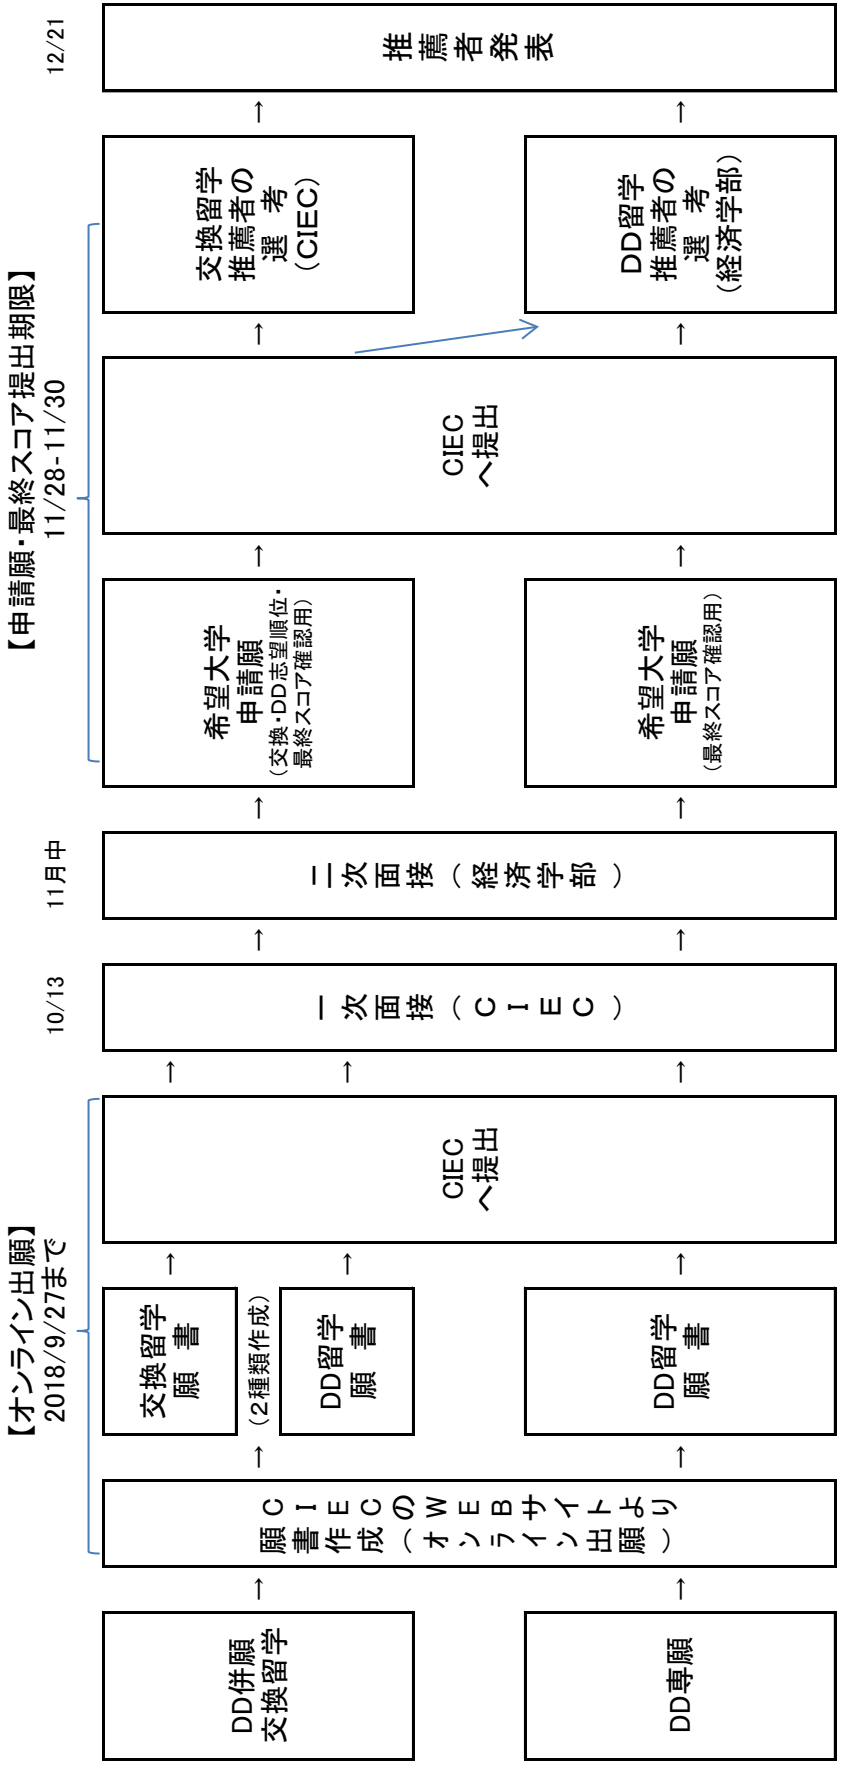 【オンライン出願】
2018/9/27まで
10/13
11月中
【申請願・最終スコア提出期限】
11/28-11/30
12/21
DD併願
交換留学
→
DD専願
→
CIECのWEBサイトより
願書作成(オンライン出願)
→
→
交換留学
願 書
→
(2種類作成)
DD留学
願 書
→
DD留学
願 書
→
CIEC
へ提出
→
→
→
一次面接(CIEC)
→
→
二次面接(経済学部)
→
→
希望大学
申請願
(交換・DD志望順位・
最終スコア確認用)
→
希望大学
申請願
(最終スコア確認用)
→
CIEC
へ提出
→
→
交換留学
推薦者の
選 考
(CIEC)
→
DD留学
推薦者の
選 考
(経済学部)
→
推薦者発表